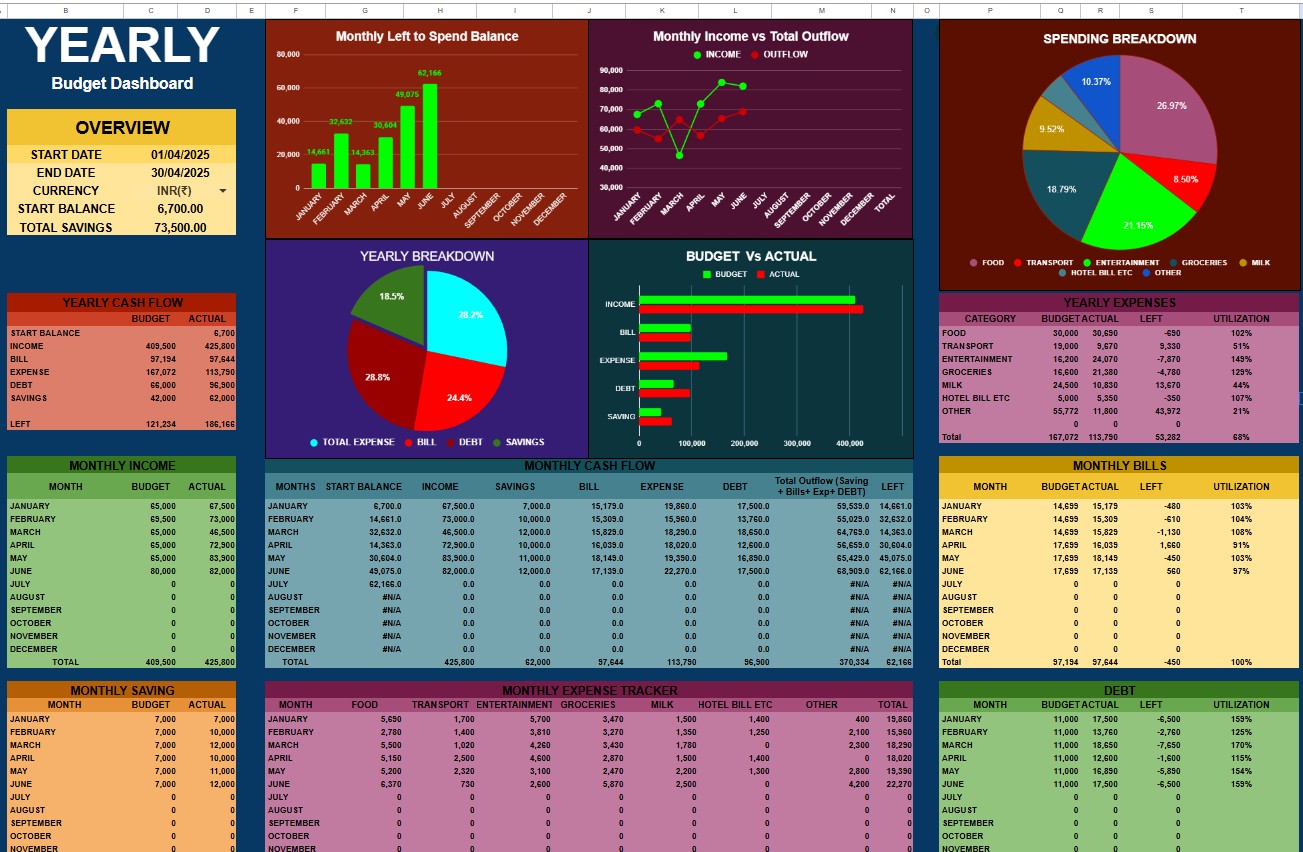 B C D E F G H I J K L M N O P Q R S T
YEARLY
Budget Dashboard
OVERVIEW
START DATE 01/04/2025
END DATE 30/04/2025
CURRENCY INR(₹)
START BALANCE 6,700.00
TOTAL SAVINGS 73,500.00
Monthly Left to Spend Balance
80,000
60,000
40,000
20,000
0
14,661 32,632 14,363 30,604 49,075 62,166
JANUARY FEBRUARY MARCH APRIL MAY JUNE JULY AUGUST SEPTEMBER OCTOBER NOVEMBER DECEMBER
Monthly Income vs Total Outflow
INCOME OUTFLOW
90,000
80,000
70,000
60,000
50,000
40,000
30,000
JANUARY FEBRUARY MARCH APRIL MAY JUNE JULY AUGUST SEPTEMBER OCTOBER NOVEMBER DECEMBER TOTAL
SPENDING BREAKDOWN
10.37%
26.97%
9.52%
8.50%
18.79%
21.15%
FOOD TRANSPORT ENTERTAINMENT GROCERIES MILK
HOTEL BILL ETC OTHER
YEARLY BREAKDOWN
18.5%
28.2%
28.8%
24.4%
TOTAL EXPENSE BILL DEBT SAVINGS
BUDGET Vs ACTUAL
BUDGET ACTUAL
INCOME
BILL
EXPENSE
DEBT
SAVING
0 100,000 200,000 300,000 400,000
YEARLY CASH FLOW
BUDGET ACTUAL
START BALANCE 6,700
INCOME 409,500 425,800
BILL 97,194 97,644
EXPENSE 167,072 113,790
DEBT 66,000 96,900
SAVINGS 42,000 62,000
LEFT 121,234 186,166
YEARLY EXPENSES
CATEGORY BUDGET ACTUAL LEFT UTILIZATION
FOOD 30,000 30,690 -690 102%
TRANSPORT 19,000 9,670 9,330 51%
ENTERTAINMENT 16,200 24,070 -7,870 149%
GROCERIES 16,600 21,380 -4,780 129%
MILK 24,500 10,830 13,670 44%
HOTEL BILL ETC 5,000 5,350 -350 107%
OTHER 55,772 11,800 43,972 21%
0 0 0
Total 167,072 113,790 53,282 68%
MONTHLY INCOME
MONTH BUDGET ACTUAL
JANUARY 65,000 67,500
FEBRUARY 69,500 73,000
MARCH 65,000 46,500
APRIL 65,000 72,900
MAY 65,000 83,900
JUNE 80,000 82,000
JULY 0 0
AUGUST 0 0
SEPTEMBER 0 0
OCTOBER 0 0
NOVEMBER 0 0
DECEMBER 0 0
TOTAL 409,500 425,800
MONTHLY CASH FLOW
MONTHS START BALANCE INCOME SAVINGS BILL EXPENSE DEBT Total Outflow (Saving + Bills+ Exp+ DEBT) LEFT
JANUARY 6,700.0 67,500.0 7,000.0 15,179.0 19,860.0 17,500.0 59,539.0 14,661.0
FEBRUARY 14,661.0 73,000.0 10,000.0 15,309.0 15,960.0 13,760.0 55,029.0 32,632.0
MARCH 32,632.0 46,500.0 12,000.0 15,829.0 18,290.0 18,650.0 64,769.0 14,363.0
APRIL 14,363.0 72,900.0 10,000.0 16,039.0 18,020.0 12,600.0 56,659.0 30,604.0
MAY 30,604.0 83,900.0 11,000.0 18,149.0 19,390.0 16,890.0 65,429.0 49,075.0
JUNE 49,075.0 82,000.0 12,000.0 17,139.0 22,270.0 17,500.0 68,909.0 62,166.0
JULY 62,166.0 0.0 0.0 0.0 0.0 0.0 #N/A #N/A
AUGUST #N/A 0.0 0.0 0.0 0.0 0.0 #N/A #N/A
SEPTEMBER #N/A 0.0 0.0 0.0 0.0 0.0 #N/A #N/A
OCTOBER #N/A 0.0 0.0 0.0 0.0 0.0 #N/A #N/A
NOVEMBER #N/A 0.0 0.0 0.0 0.0 0.0 #N/A #N/A
DECEMBER #N/A 0.0 0.0 0.0 0.0 0.0 #N/A #N/A
TOTAL 425,800 62,000 97,644 113,790 96,900 370,334 62,166
MONTHLY BILLS
MONTH BUDGET ACTUAL LEFT UTILIZATION
JANUARY 14,699 15,179 -480 103%
FEBRUARY 14,699 15,309 -610 104%
MARCH 14,699 15,829 -1,130 108%
APRIL 17,699 16,039 1,660 91%
MAY 17,699 18,149 -450 103%
JUNE 17,699 17,139 560 97%
JULY 0 0 0
AUGUST 0 0 0
SEPTEMBER 0 0 0
OCTOBER 0 0 0
NOVEMBER 0 0 0
DECEMBER 0 0 0
Total 97,194 97,644 -450 100%
MONTHLY SAVING
MONTH BUDGET ACTUAL
JANUARY 7,000 7,000
FEBRUARY 7,000 10,000
MARCH 7,000 12,000
APRIL 7,000 10,000
MAY 7,000 11,000
JUNE 7,000 12,000
JULY 0 0
AUGUST 0 0
SEPTEMBER 0 0
OCTOBER 0 0
NOVEMBER 0 0
MONTHLY EXPENSE TRACKER
MONTH FOOD TRANSPORT ENTERTAINMENT GROCERIES MILK HOTEL BILL ETC OTHER TOTAL
JANUARY 5,690 1,700 5,700 3,470 1,500 1,400 400 19,860
FEBRUARY 2,780 1,400 3,810 3,270 1,350 1,250 2,100 15,960
MARCH 5,500 1,020 4,260 3,430 1,780 0 2,300 18,290
APRIL 5,150 2,500 4,600 2,870 1,500 1,400 0 18,020
MAY 5,200 2,320 3,100 2,470 2,200 1,300 2,800 19,390
JUNE 6,370 730 2,600 5,870 2,500 0 4,200 22,270
JULY 0 0 0 0 0 0 0 0
AUGUST 0 0 0 0 0 0 0 0
SEPTEMBER 0 0 0 0 0 0 0 0
OCTOBER 0 0 0 0 0 0 0 0
NOVEMBER 0 0 0 0 0 0 0 0
DEBT
MONTH BUDGET ACTUAL LEFT UTILIZATION
JANUARY 11,000 17,500 -6,500 159%
FEBRUARY 11,000 13,760 -2,760 125%
MARCH 11,000 18,650 -7,650 170%
APRIL 11,000 12,600 -1,600 115%
MAY 11,000 16,890 -5,890 154%
JUNE 11,000 17,500 -6,500 159%
JULY 0 0 0
AUGUST 0 0 0
SEPTEMBER 0 0 0
OCTOBER 0 0 0
NOVEMBER 0 0 0